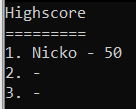 Highscore
=========
1. Nicko - 50
2. -
3. -